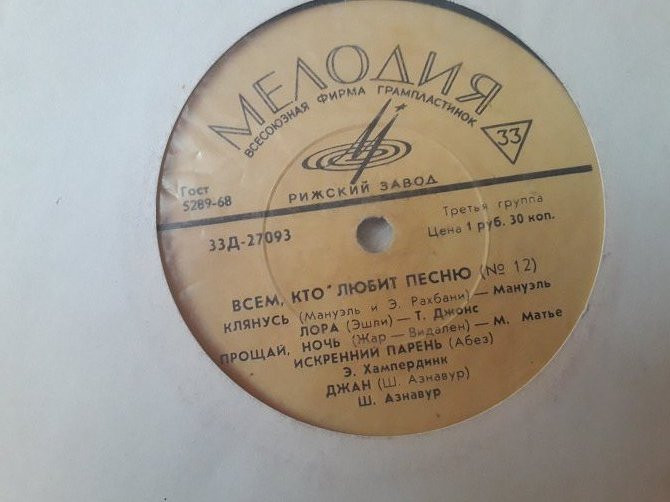 МЕЛОДИЯ
ВСЕСОЮЗНАЯ ФИРМА ГРАМПЛАСТИНОК
33
РИЖСКИЙ ЗАВОД
Гост
5289-68
Третья группа
Цена 1 руб. 30 коп.
33Д-27093
ВСЕМ, КТО ЛЮБИТ ПЕСНЮ (№ 12)
КЛЯНУСЬ (Мануэль и Э. Рахбани) — Мануэль
ЛОРА (Эшли) — Т. Джонс
ПРОЩАЙ, НОЧЬ (Жар — Видален) — М. Матье
ИСКРЕННИЙ ПАРЕНЬ (Абез)
Э. Хампердинк
ДЖАН (Ш. Азнавур)
Ш. Азнавур